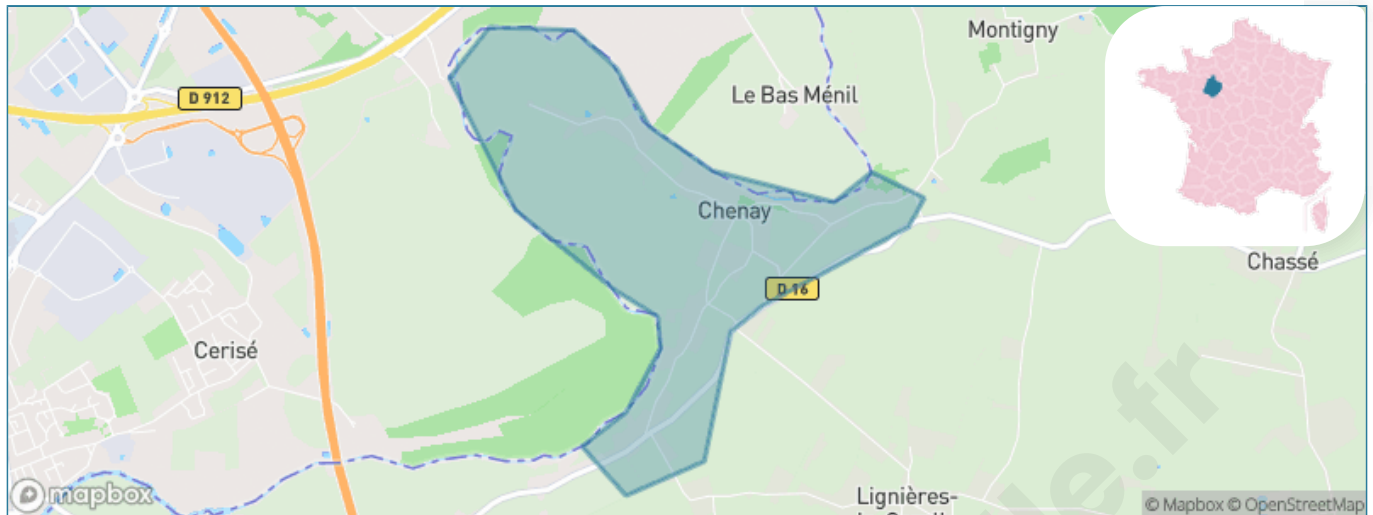 Montigny
D 912
Le Bas Ménil
Chenay
Chassé
D 16
Cerisé
Lignières-
mapbox
© Mapbox © OpenStreetMap